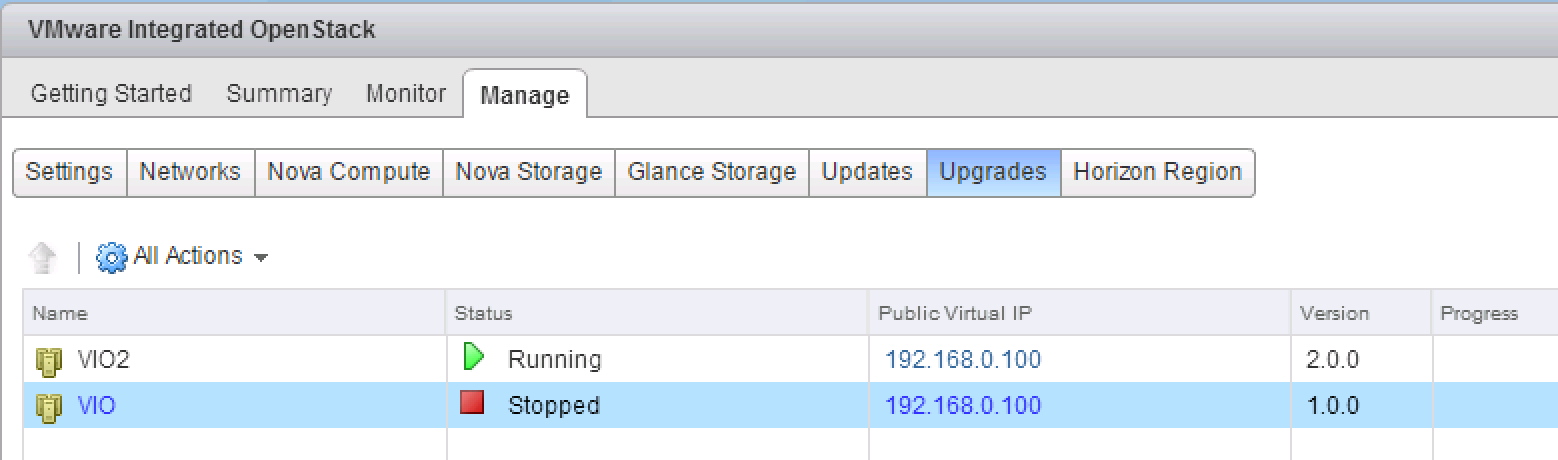 VMware Integrated OpenStack
Getting Started Summary Monitor Manage
Settings Networks Nova Compute Nova Storage Glance Storage Updates Upgrades Horizon Region
All Actions
Name Status Public Virtual IP Version Progress
VIO2 Running 192.168.0.100 2.0.0
VIO Stopped 192.168.0.100 1.0.0